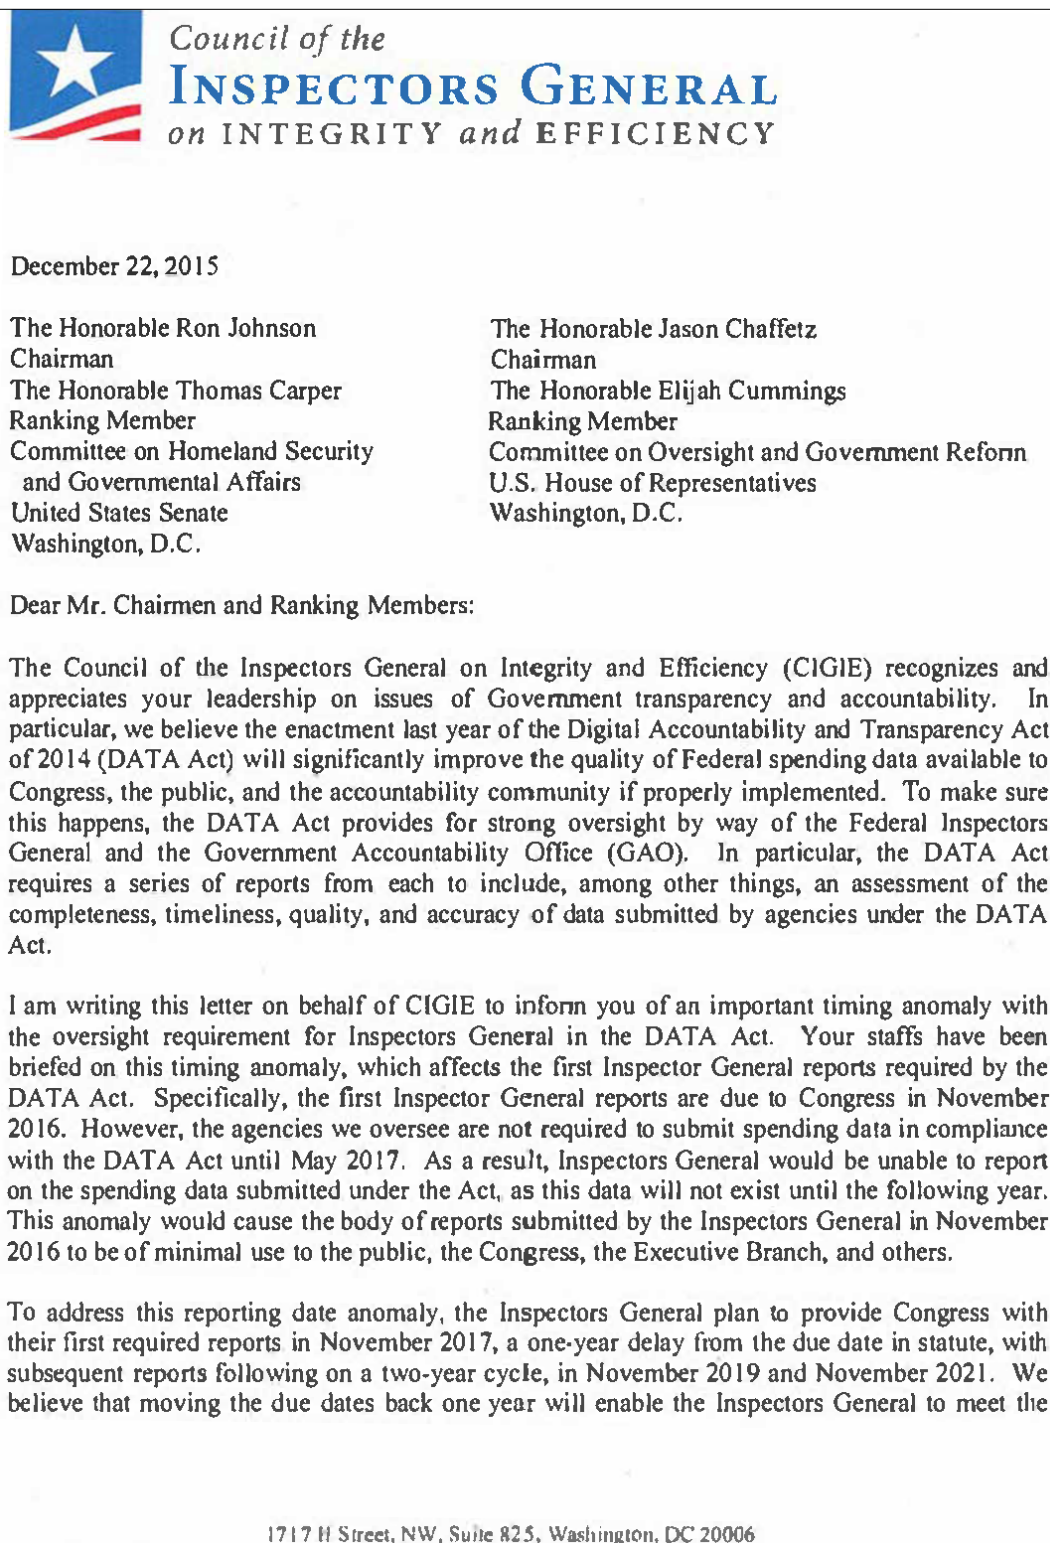 Council of the
INSPECTORS GENERAL
on INTEGRITY and EFFICIENCY
December 22, 2015
The Honorable Ron Johnson
Chairman
The Honorable Thomas Carper
Ranking Member
Committee on Homeland Security
and Governmental Affairs
United States Senate
Washington, D.C.
The Honorable Jason Chaffetz
Chairman
The Honorable Elijah Cummings
Ranking Member
Committee on Oversight and Government Reform
U.S. House of Representatives
Washington, D.C.
Dear Mr. Chairmen and Ranking Members:
The Council of the Inspectors General on Integrity and Efficiency (CIGIE) recognizes and
appreciates your leadership on issues of Government transparency and accountability. In
particular, we believe the enactment last year of the Digital Accountability and Transparency Act
of 2014 (DATA Act) will significantly improve the quality of Federal spending data available to
Congress, the public, and the accountability community if properly implemented. To make sure
this happens, the DATA Act provides for strong oversight by way of the Federal Inspectors
General and the Government Accountability Office (GAO). In particular, the DATA Act
requires a series of reports from each to include, among other things, an assessment of the
completeness, timeliness, quality, and accuracy of data submitted by agencies under the DATA
Act.
I am writing this letter on behalf of CIGIE to inform you of an important timing anomaly with
the oversight requirement for Inspectors General in the DATA Act. Your staffs have been
briefed on this timing anomaly, which affects the first Inspector General reports required by the
DATA Act. Specifically, the first Inspector General reports are due to Congress in November
2016. However, the agencies we oversee are not required to submit spending data in compliance
with the DATA Act until May 2017. As a result, Inspectors General would be unable to report
on the spending data submitted under the Act, as this data will not exist until the following year.
This anomaly would cause the body of reports submitted by the Inspectors General in November
2016 to be of minimal use to the public, the Congress, the Executive Branch, and others.
To address this reporting date anomaly, the Inspectors General plan to provide Congress with
their first required reports in November 2017, a one-year delay from the due date in statute, with
subsequent reports following on a two-year cycle, in November 2019 and November 2021. We
believe that moving the due dates back one year will enable the Inspectors General to meet the
1717 H Street, NW, Suite 825, Washington, DC 20006